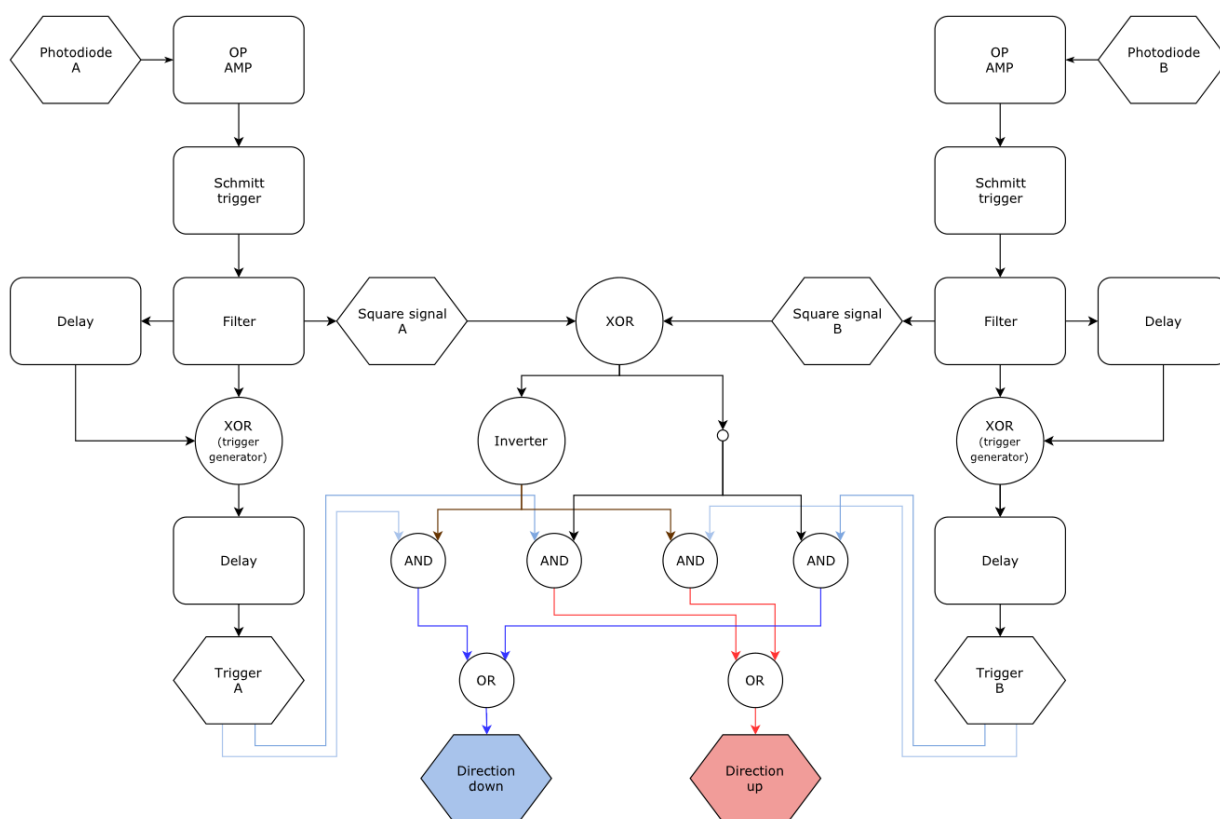 Photodiode
A
OP
AMP
OP
AMP
Photodiode
B
Schmitt
trigger
Schmitt
trigger
Delay
Filter
Square signal
A
XOR
Square signal
B
Filter
Delay
XOR
(trigger
generator)
Inverter
XOR
(trigger
generator)
Delay
AND
AND
AND
AND
Delay
Trigger
A
OR
OR
Trigger
B
Direction
down
Direction
up